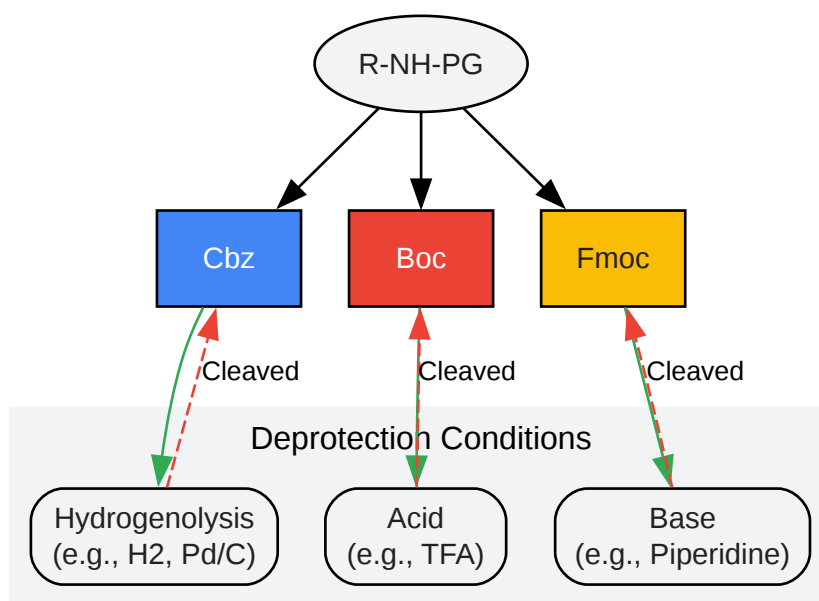 R-NH-PG
Cbz
Boc
Fmoc
Cleaved
Cleaved
Cleaved
Deprotection Conditions
Hydrogenolysis
(e.g., H2, Pd/C)
Acid
(e.g., TFA)
Base
(e.g., Piperidine)